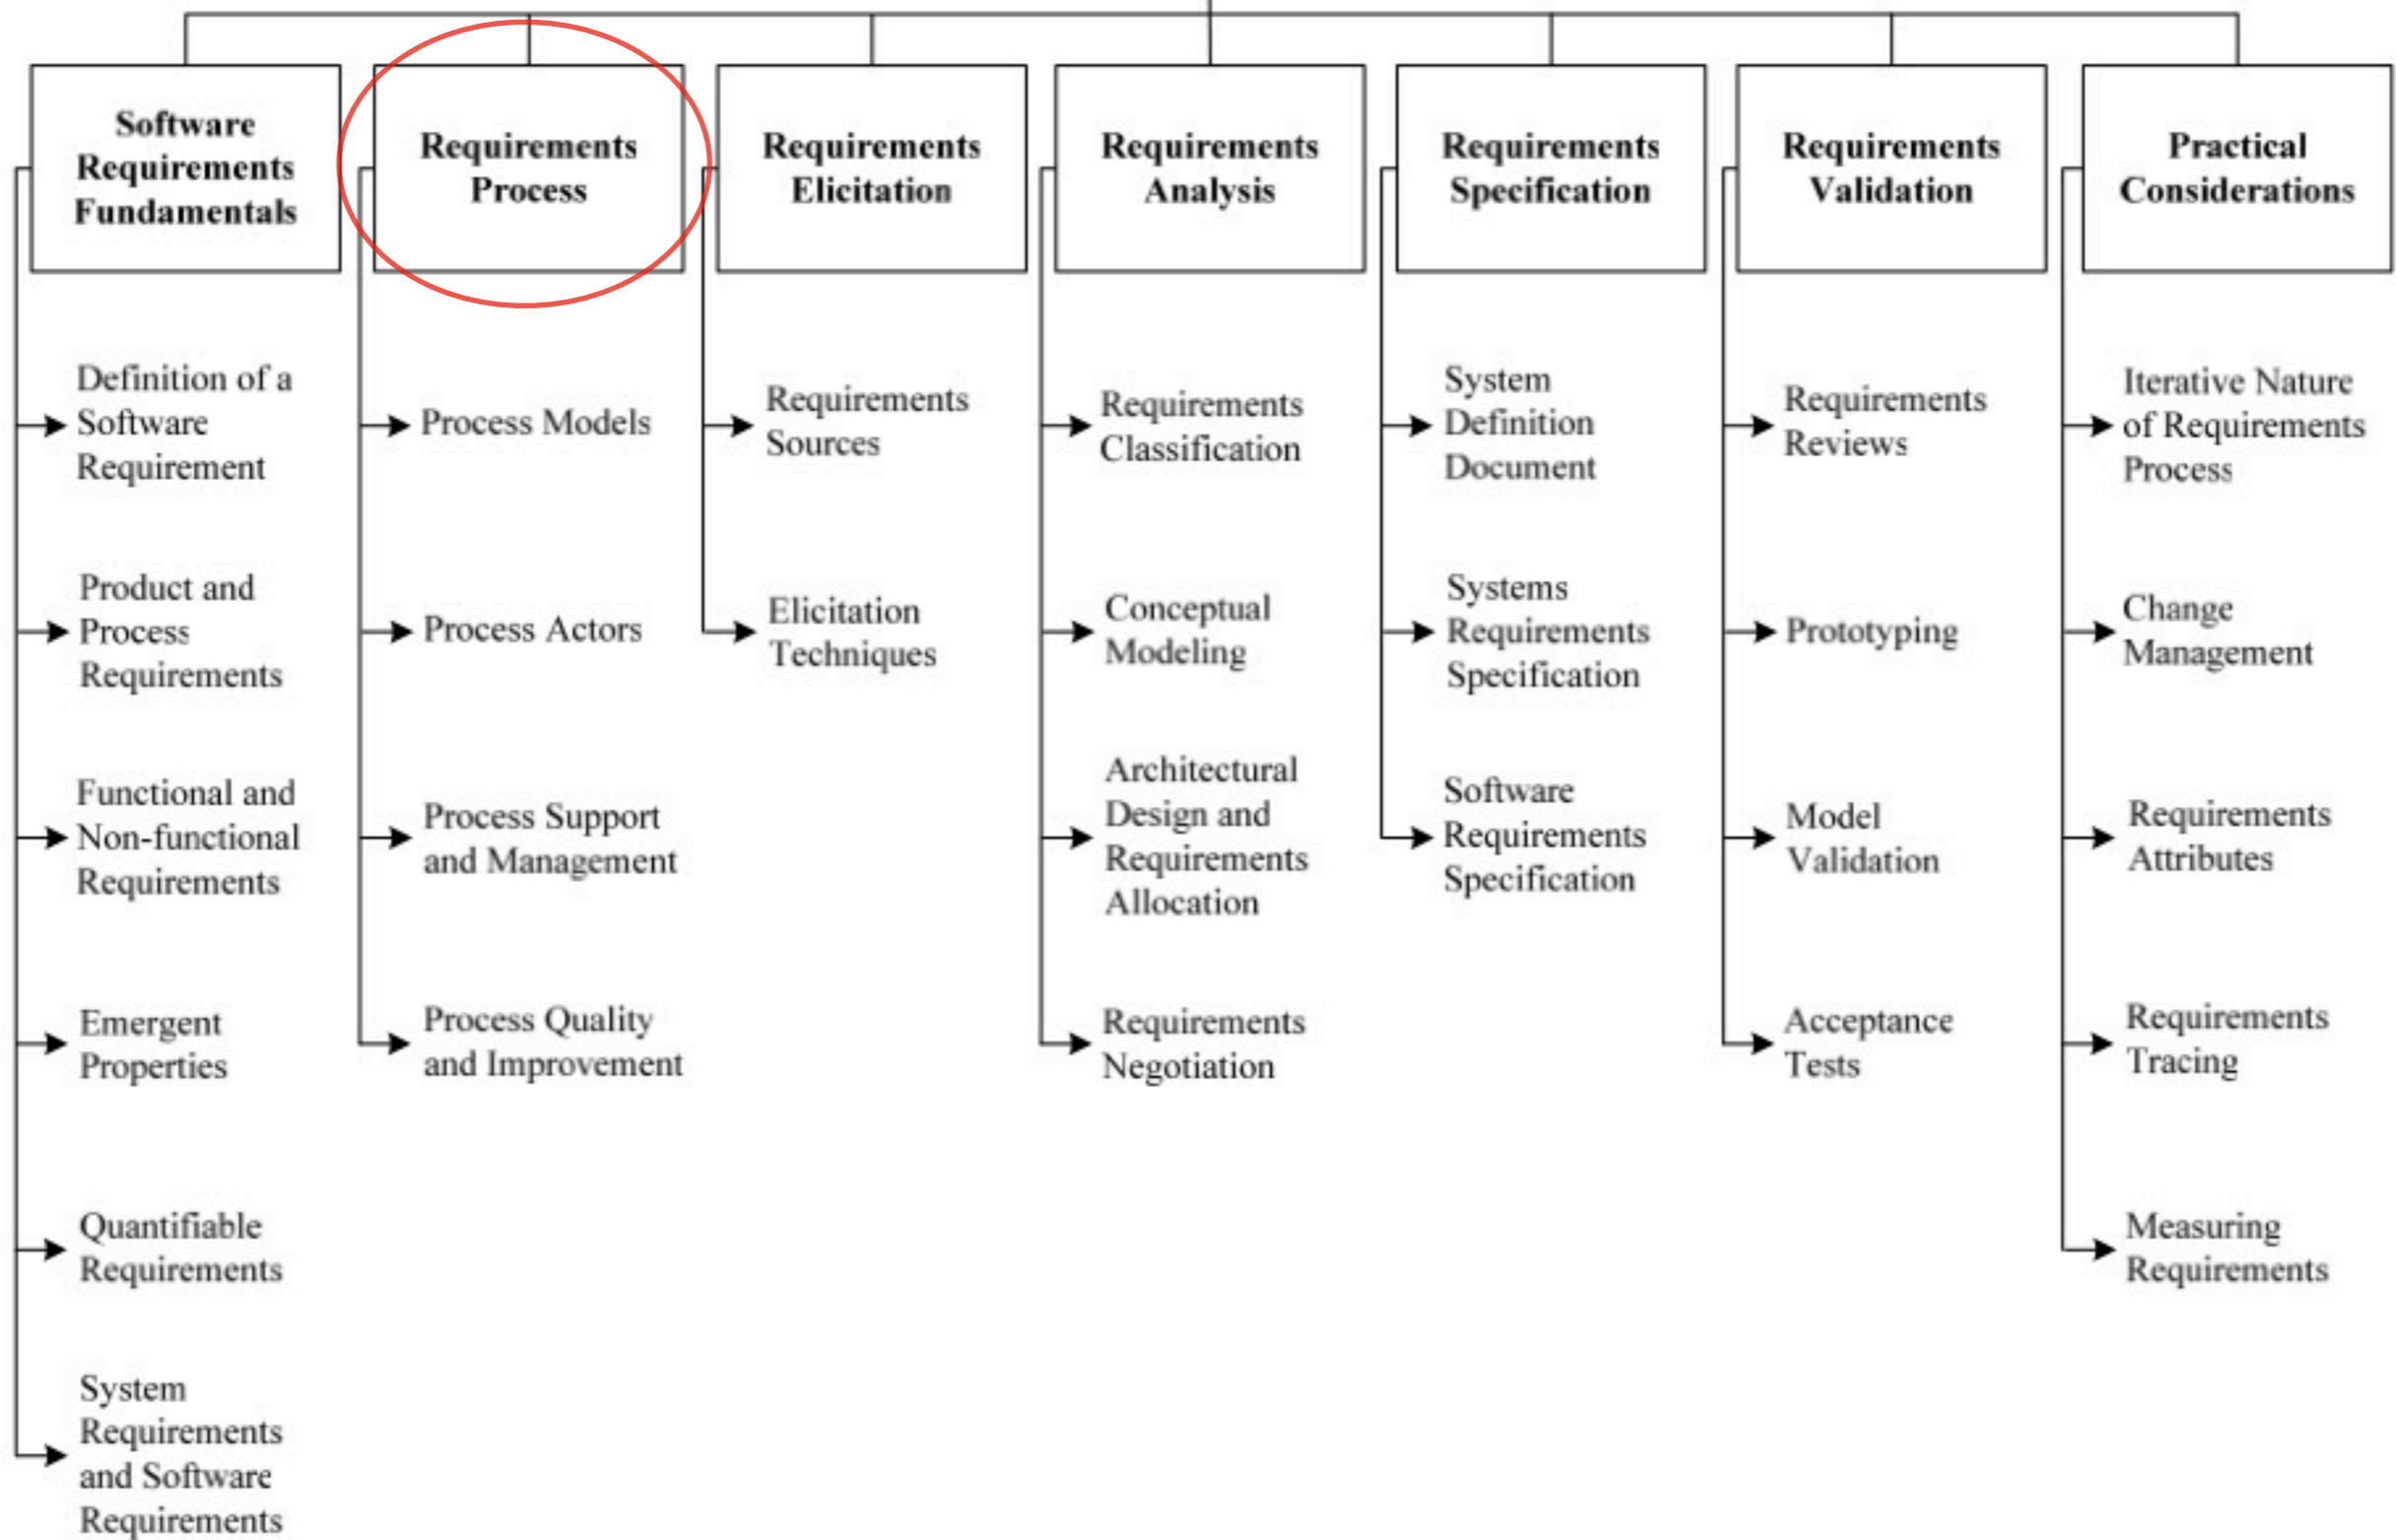 Software
Requirements
Fundamentals
Definition of a
Software
Requirement
Product and
Process
Requirements
Functional and
Non-functional
Requirements
Emergent
Properties
Quantifiable
Requirements
System
Requirements
and Software
Requirements
Requirements
Process
Process Models
Process Actors
Process Support
and Management
Process Quality
and Improvement
Requirements
Elicitation
Requirements
Sources
Elicitation
Techniques
Requirements
Analysis
Requirements
Classification
Conceptual
Modeling
Architectural
Design and
Requirements
Allocation
Requirements
Negotiation
Requirements
Specification
System
Definition
Document
Systems
Requirements
Specification
Software
Requirements
Specification
Requirements
Validation
Requirements
Reviews
Prototyping
Model
Validation
Acceptance
Tests
Practical
Considerations
Iterative Nature
of Requirements
Process
Change
Management
Requirements
Attributes
Requirements
Tracing
Measuring
Requirements